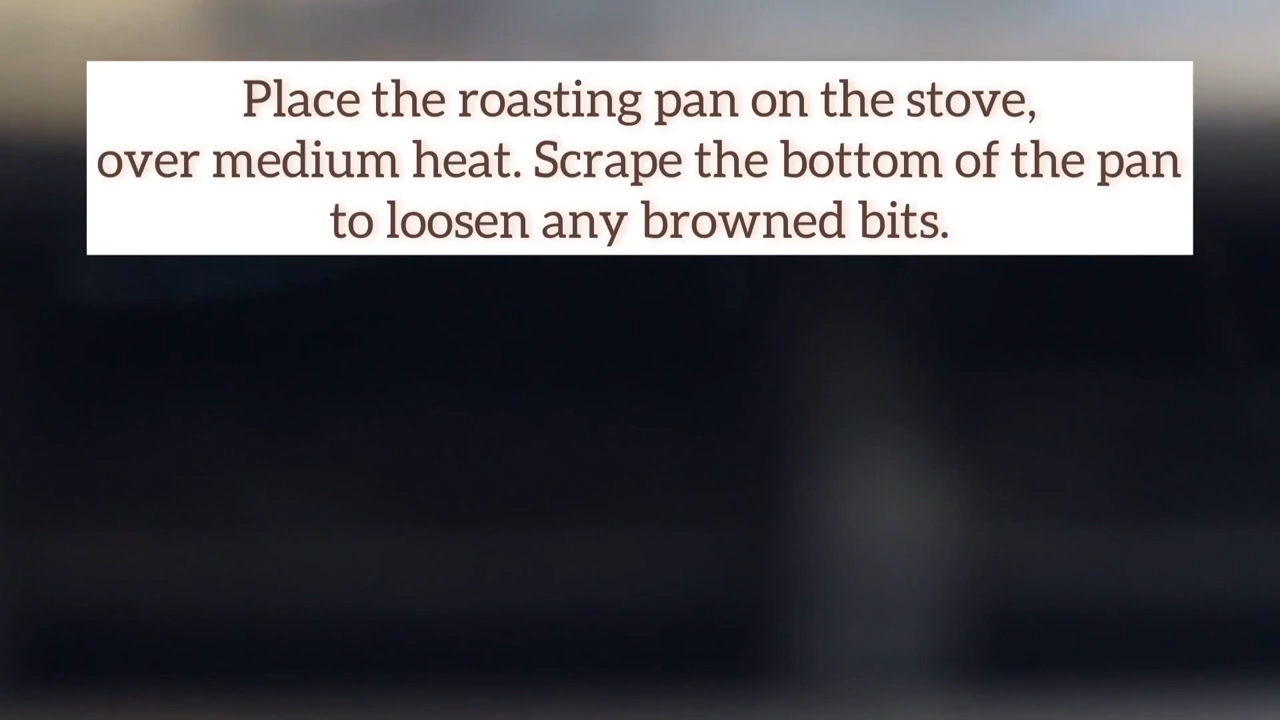 Place the roasting pan on the stove,
over medium heat. Scrape the bottom of the pan
to loosen any browned bits.